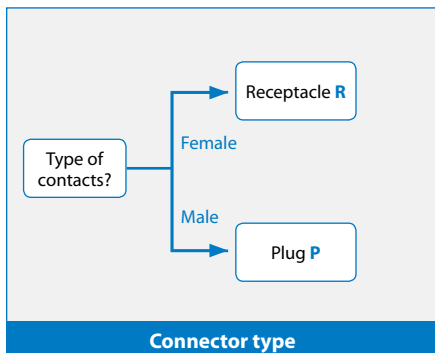 Receptacle R
Female
Type of
contacts?
Male
Plug P
Connector type